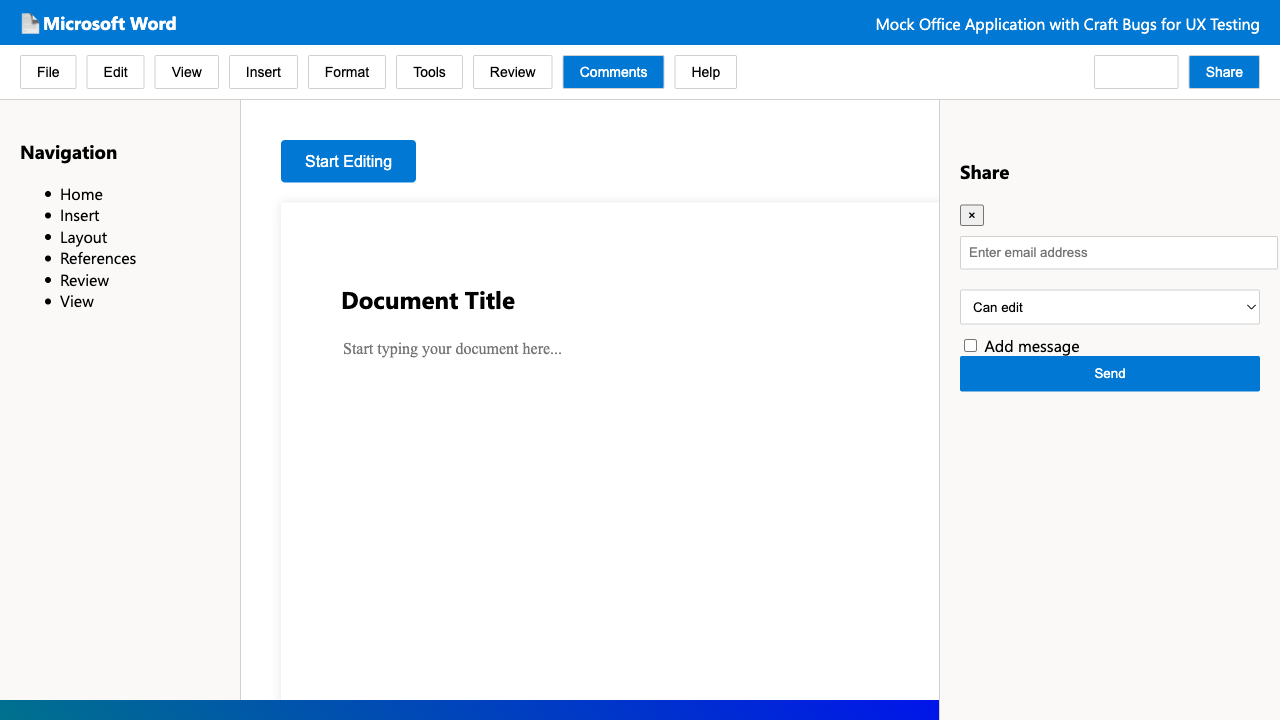 Microsoft Word
Mock Office Application with Craft Bugs for UX Testing
File
Edit
View
Insert
Format
Tools
Review
Comments
Help
Share
Navigation
Home
Insert
Layout
References
Review
View
Start Editing
Document Title
Start typing your document here...
Share
×
Enter email address
Can edit
Add message
Send